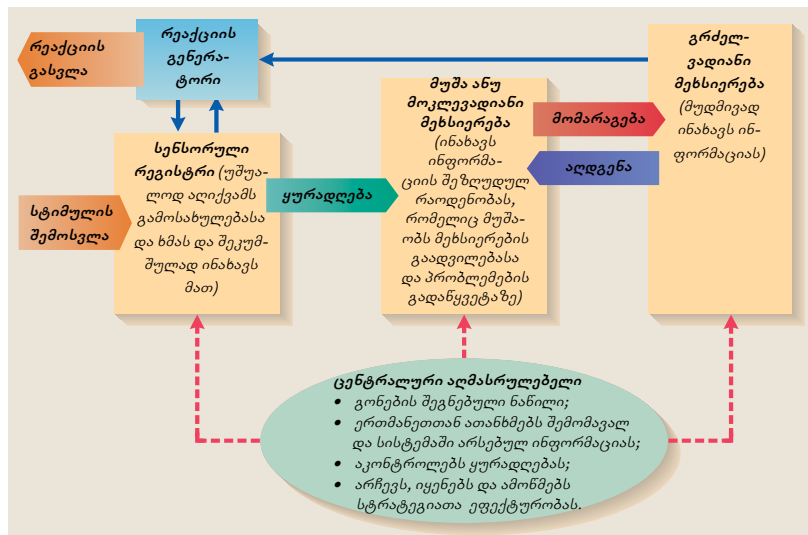 რეაქციის
გასვლა
რეაქციის
გენერა-
ტორი
გრძელ-
ვადიანი
მეხსიერება
(მუდმივად
ინახავს ინ-
ფორმაციას)
მუშა ანუ
მოკლევადიანი
მეხსიერება
(ინახავს
ინფორმა-
ციის შეზღუდულ
რაოდენობას,
რომელიც მუშა-
ობს მეხსიერების
გაადვილებასა
და პრობლემების
გადაწყვეტაზე)
მომარაგება
აღდგენა
სენსორული
რეგისტრი (უშუა-
ლოდ აღიქვამს
გამოსახულებასა
და ხმას და შეკუმ-
შულად ინახავს
მათ)
ყურადღება
სტიმულის
შემოსვლა
ცენტრალური აღმასრულებელი
• გონების შეგნებული ნაწილი;
• ერთმანეთთან ათანხმებს შემომავალ
და სისტემაში არსებულ ინფორმაციას;
• აკონტროლებს ყურადღებას;
• არჩევს, იყენებს და ამოწმებს
სტრატეგიათა ეფექტურობას.